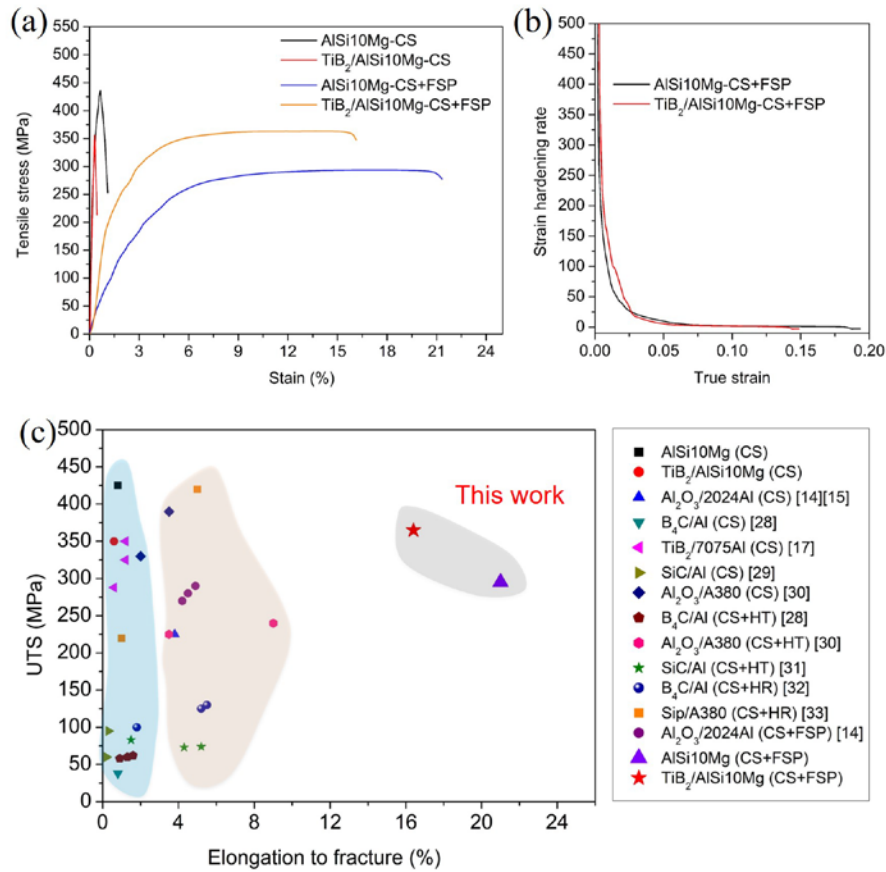 (a)
500
450
400
350
300
250
200
150
100
50
0
Tensile stress (MPa)
AlSi10Mg-CS
TiB₂/AlSi10Mg-CS
AlSi10Mg-CS+FSP
TiB₂/AlSi10Mg-CS+FSP
0 3 6 9 12 15 18 21 24
Stain (%)
(b)
500
450
400
350
300
250
200
150
100
50
0
Strain hardening rate
AlSi10Mg-CS+FSP
TiB₂/AlSi10Mg-CS+FSP
0.00 0.05 0.10 0.15 0.20
True strain
(c)
500
450
400
350
300
250
200
150
100
50
0
UTS (MPa)
This work
0 4 8 12 16 20 24
Elongation to fracture (%)
AlSi10Mg (CS)
TiB₂/AlSi10Mg (CS)
Al₂O₃/2024Al (CS) [14][15]
B₄C/Al (CS) [28]
TiB₂/7075Al (CS) [17]
SiC/Al (CS) [29]
Al₂O₃/A380 (CS) [30]
B₄C/Al (CS+HT) [28]
Al₂O₃/A380 (CS+HT) [30]
SiC/Al (CS+HT) [31]
B₄C/Al (CS+HR) [32]
Sip/A380 (CS+HR) [33]
Al₂O₃/2024Al (CS+FSP) [14]
AlSi10Mg (CS+FSP)
TiB₂/AlSi10Mg (CS+FSP)